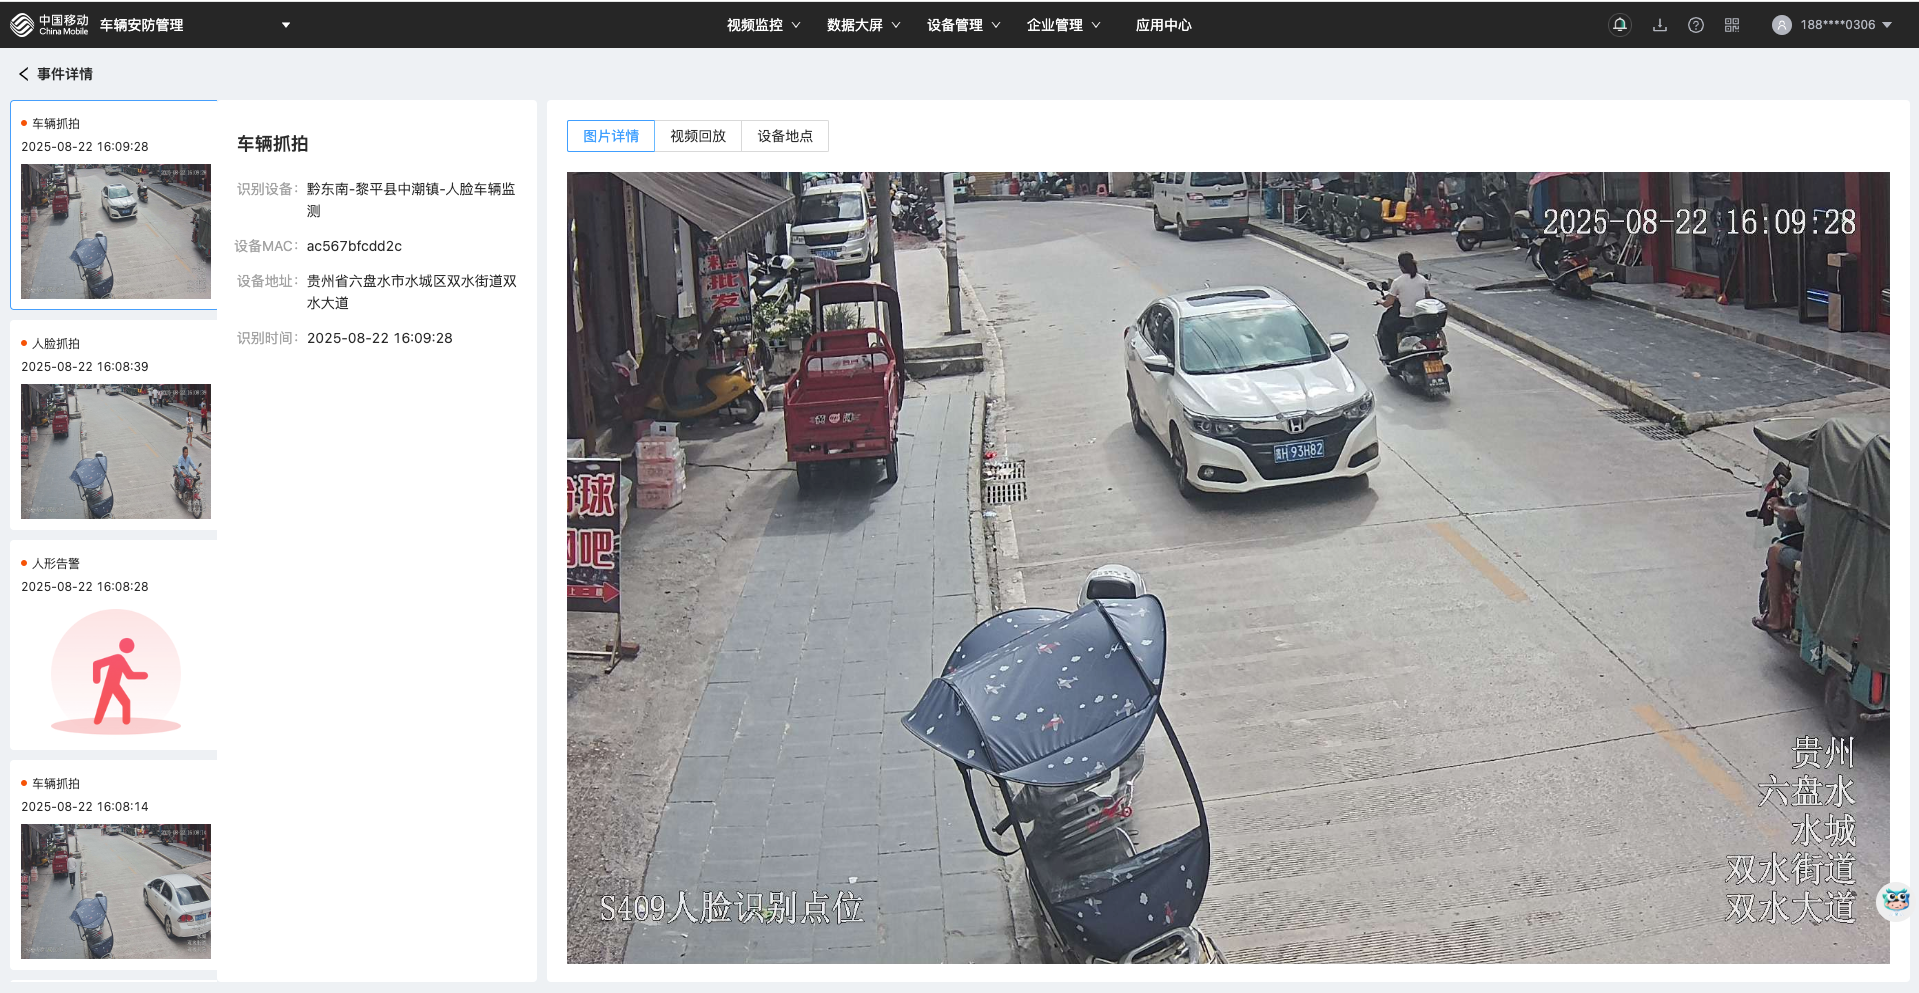 中国移动
China Mobile
车辆安防管理
视频监控
数据大屏
设备管理
企业管理
应用中心
188****0306
事件详情
车辆抓拍
2025-08-22 16:09:28
人脸抓拍
2025-08-22 16:08:39
人形告警
2025-08-22 16:08:28
车辆抓拍
2025-08-22 16:08:14
车辆抓拍
识别设备：
黔东南-黎平县中潮镇-人脸车辆监
测
设备MAC：
ac567bfcdd2c
设备地址：
贵州省六盘水市水城区双水街道双
水大道
识别时间：
2025-08-22 16:09:28
图片详情
视频回放
设备地点
2025-08-22 16:09:28
批发
贵H 93H82
球
吧
贵州
六盘水
水城
双水街道
双水大道
S409人脸识别点位